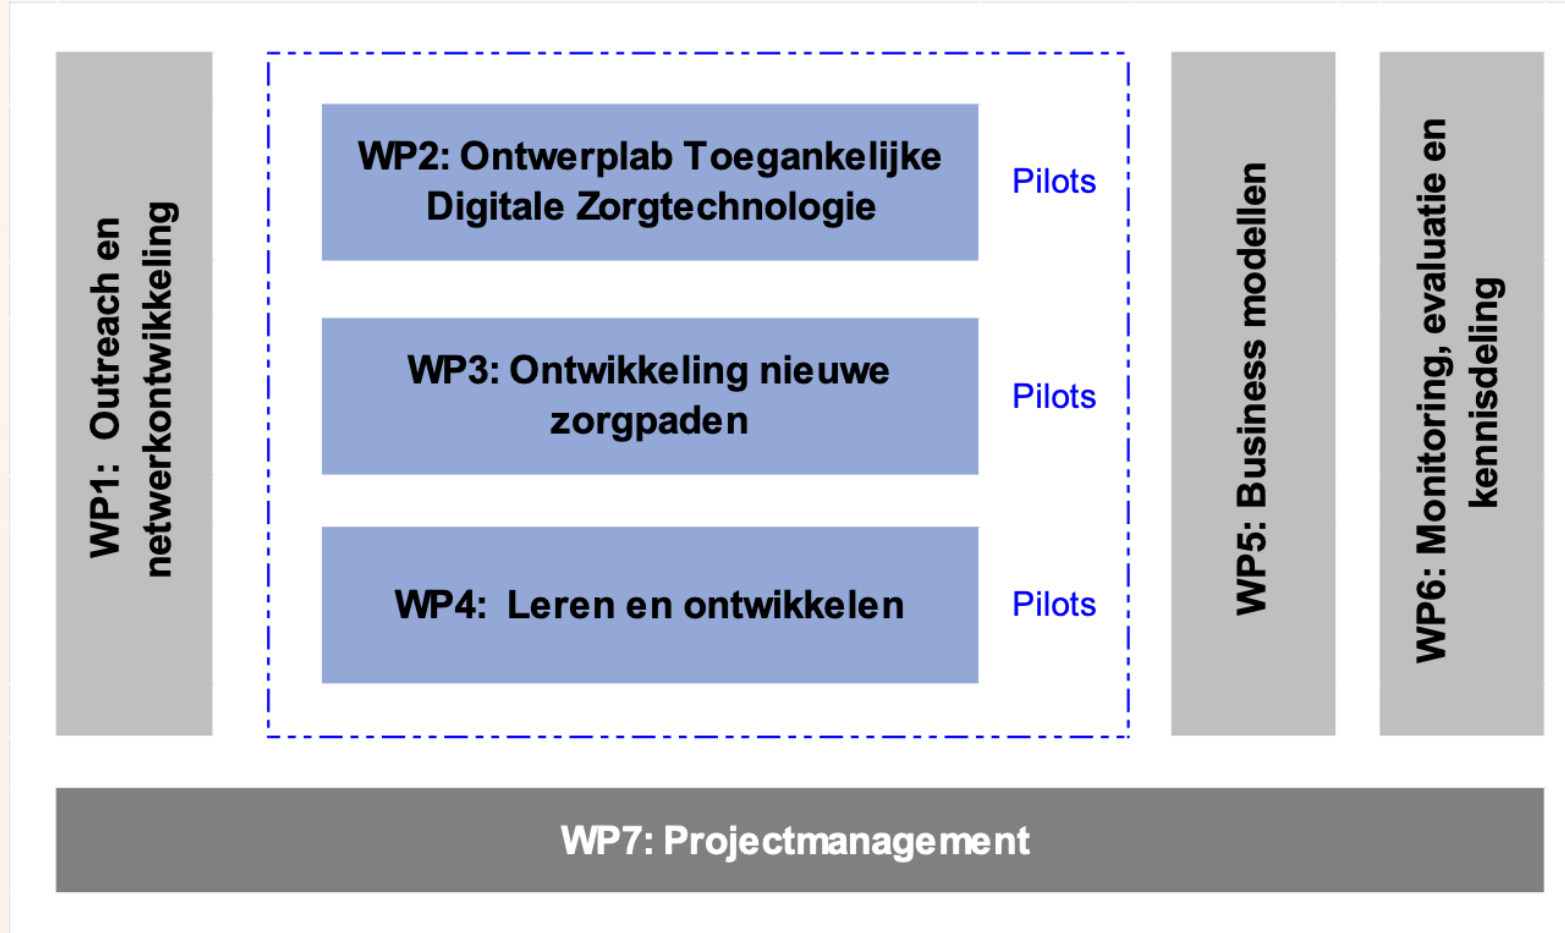 WP1: Outreach en
netwerkontwikkeling
WP2: Ontwerplab Toegankelijke
Digitale Zorgtechnologie
Pilots
WP3: Ontwikkeling nieuwe
zorgpaden
Pilots
WP4: Leren en ontwikkelen
Pilots
WP5: Business modellen
WP6: Monitoring, evaluatie en
kennisdeling
WP7: Projectmanagement